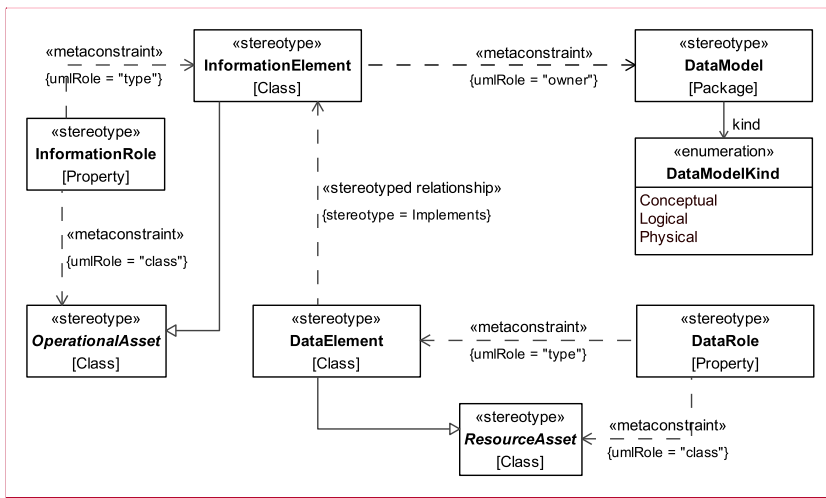 «metaconstraint»
{umlRole = "type"}
«stereotype»
InformationElement
[Class]
«metaconstraint»
{umlRole = "owner"}
«stereotype»
DataModel
[Package]
kind
«stereotype»
InformationRole
[Property]
«enumeration»
DataModelKind
Conceptual
Logical
Physical
«stereotyped relationship»
{stereotype = Implements}
«metaconstraint»
{umlRole = "class"}
«stereotype»
OperationalAsset
[Class]
«stereotype»
DataElement
[Class]
«metaconstraint»
{umlRole = "type"}
«stereotype»
DataRole
[Property]
«stereotype»
ResourceAsset
[Class]
«metaconstraint»
{umlRole = "class"}